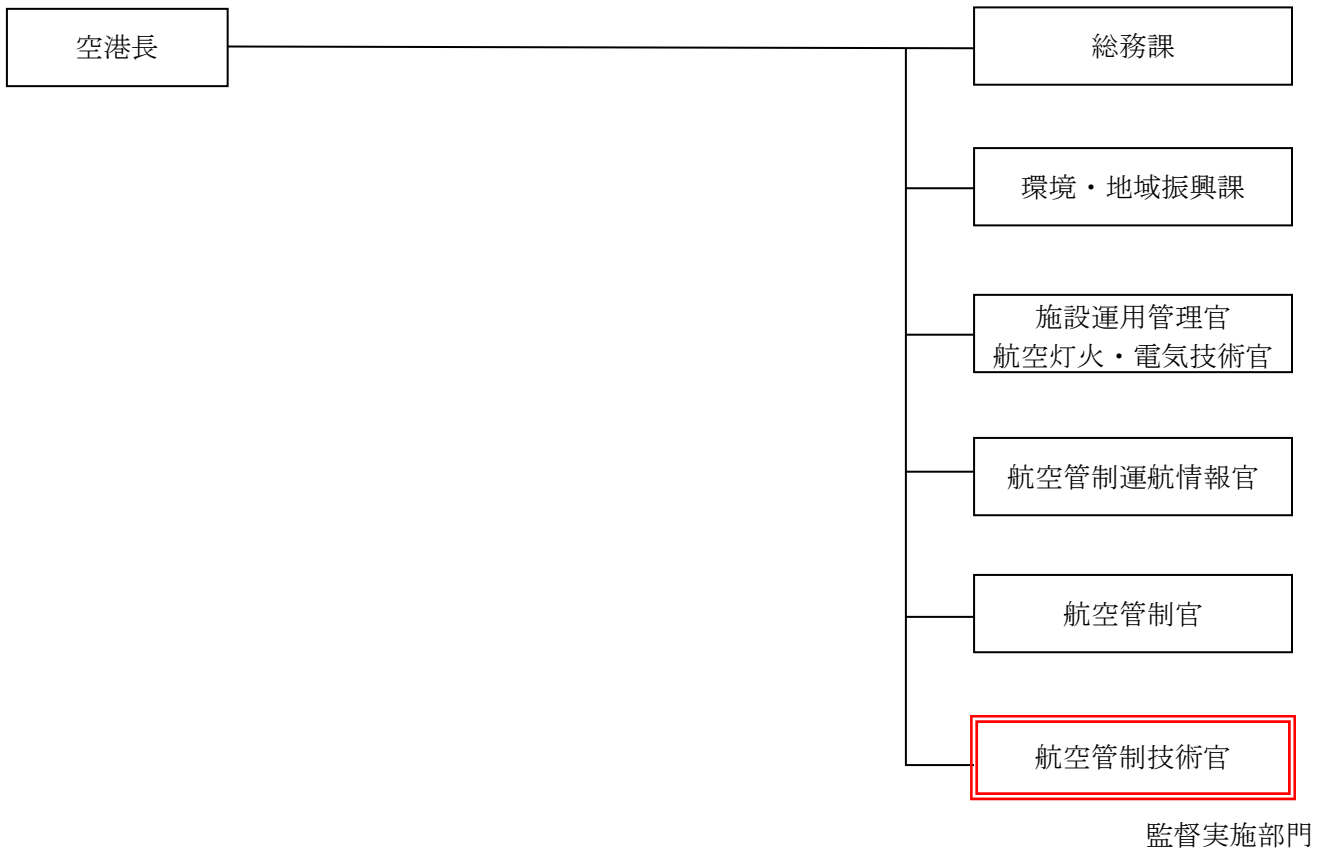 空港長
総務課
環境・地域振興課
施設運用管理官
航空灯火・電気技術官
航空管制運航情報官
航空管制官
航空管制技術官
監督実施部門